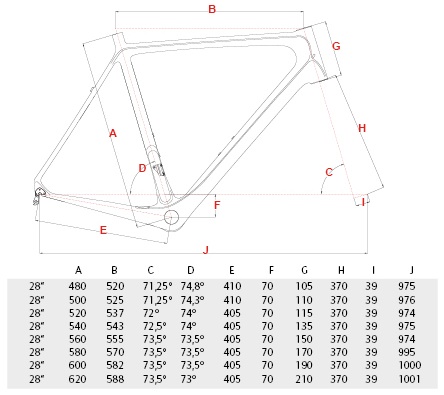 B
G
A
H
D
C
F
I
E
J
A B C D E F G H I J
28" 480 520 71,25° 74,8° 410 70 105 370 39 975
28" 500 525 71,25° 74,3° 410 70 110 370 39 976
28" 520 537 72° 74° 405 70 115 370 39 974
28" 540 543 72,5° 74° 405 70 135 370 39 975
28" 560 555 73,5° 73,5° 405 70 150 370 39 974
28" 580 570 73,5° 73,5° 405 70 170 370 39 995
28" 600 582 73,5° 73,5° 405 70 190 370 39 1000
28" 620 588 73,5° 73° 405 70 210 370 39 1001